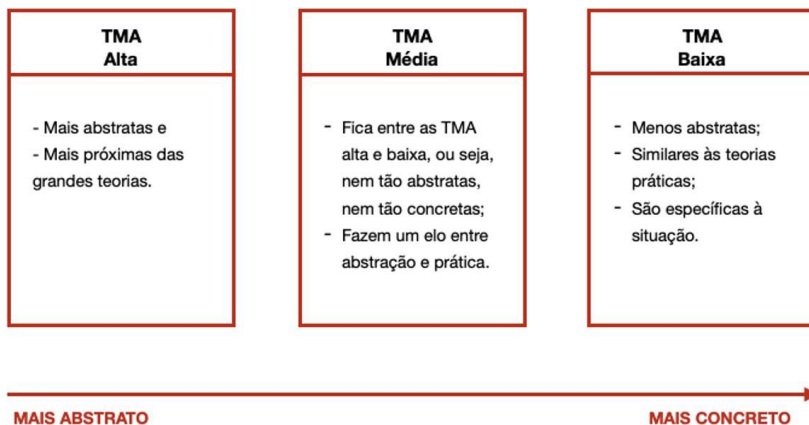 TMA
Alta
- Mais abstratas e
- Mais próximas das
grandes teorias.
TMA
Média
- Fica entre as TMA
alta e baixa, ou seja,
nem tão abstratas,
nem tão concretas;
- Fazem um elo entre
abstração e prática.
TMA
Baixa
- Menos abstratas;
- Similares às teorias
práticas;
- São específicas à
situação.
MAIS ABSTRATO
MAIS CONCRETO